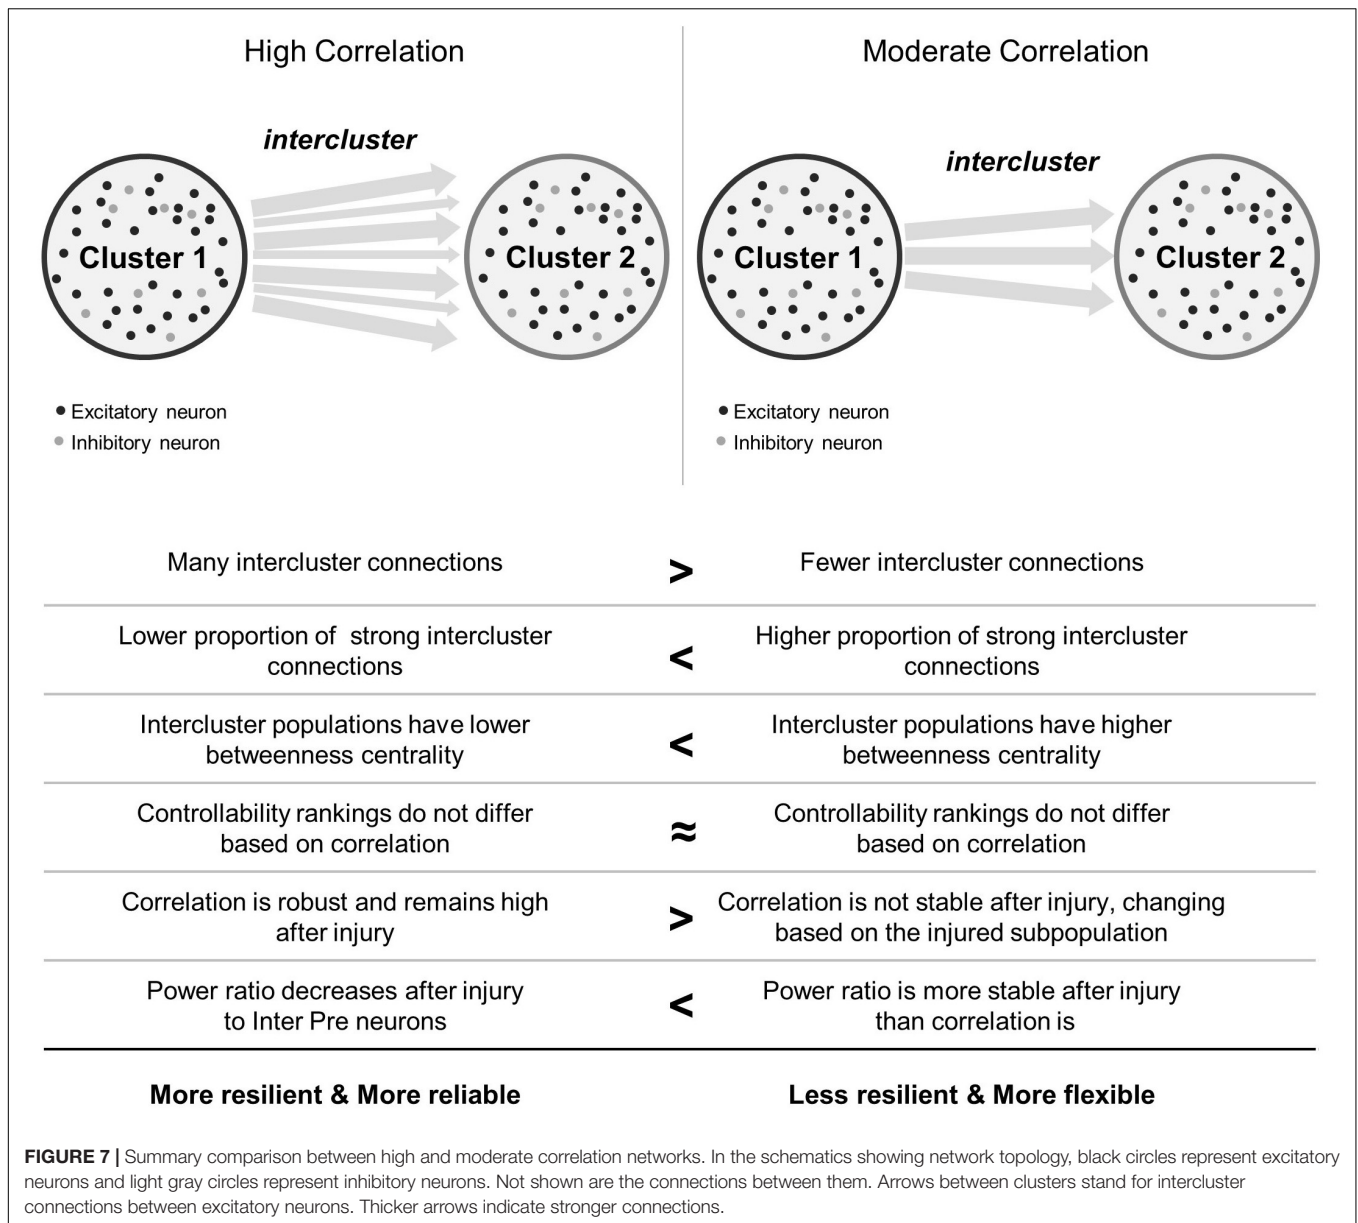 High Correlation
Moderate Correlation
intercluster
intercluster
Cluster 1
Cluster 2
Cluster 1
Cluster 2
Excitatory neuron
Inhibitory neuron
Excitatory neuron
Inhibitory neuron
Many intercluster connections
>
Fewer intercluster connections
Lower proportion of strong intercluster
connections
<
Higher proportion of strong intercluster
connections
Intercluster populations have lower
betweenness centrality
<
Intercluster populations have higher
betweenness centrality
Controllability rankings do not differ
based on correlation
≈
Controllability rankings do not differ
based on correlation
Correlation is robust and remains high
after injury
>
Correlation is not stable after injury, changing
based on the injured subpopulation
Power ratio decreases after injury
to Inter Pre neurons
<
Power ratio is more stable after injury
than correlation is
More resilient & More reliable
Less resilient & More flexible
FIGURE 7 | Summary comparison between high and moderate correlation networks. In the schematics showing network topology, black circles represent excitatory
neurons and light gray circles represent inhibitory neurons. Not shown are the connections between them. Arrows between clusters stand for intercluster
connections between excitatory neurons. Thicker arrows indicate stronger connections.